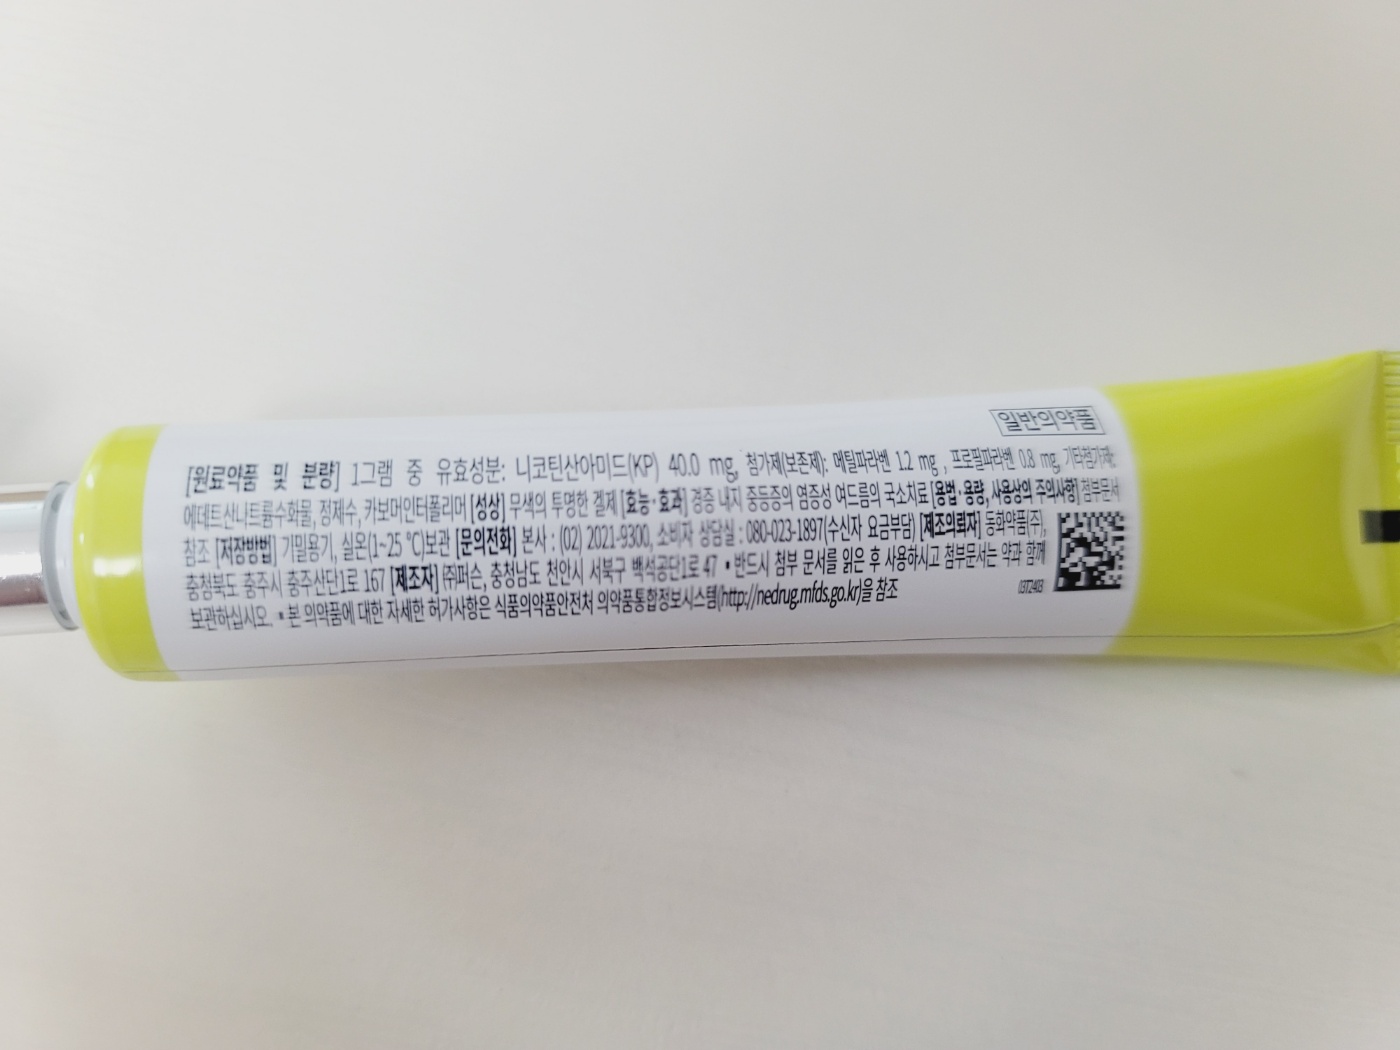 일반의약품
[원료약품 및 분량] 1그램 중 유효성분: 니코틴산아미드(KP) 40.0 mg, 첨가제(보존제): 메틸파라벤 1.2 mg , 프로필파라벤 0.8 mg, 기타첨가제:
에데트산나트륨수화물, 정제수, 카보머인터폴리머 [성상] 무색의 투명한 겔제 [효능·효과] 경증 내지 중등증의 염증성 여드름의 국소치료 [용법·용량, 사용상의 주의사항] 첨부문서
참조 [저장방법] 기밀용기, 실온(1~25 ℃)보관 [문의전화] 본사 : (02) 2021-9300, 소비자 상담실 : 080-023-1897(수신자 요금부담) [제조의뢰자] 동화약품(주),
충청북도 충주시 충주산단1로 167 [제조자] ㈜퍼슨, 충청남도 천안시 서북구 백석공단1로 47 ▪ 반드시 첨부 문서를 읽은 후 사용하시고 첨부문서는 약과 함께
보관하십시오. ▪ 본 의약품에 대한 자세한 허가사항은 식품의약품안전처 의약품통합정보시스템(http://nedrug.mfds.go.kr)을 참조